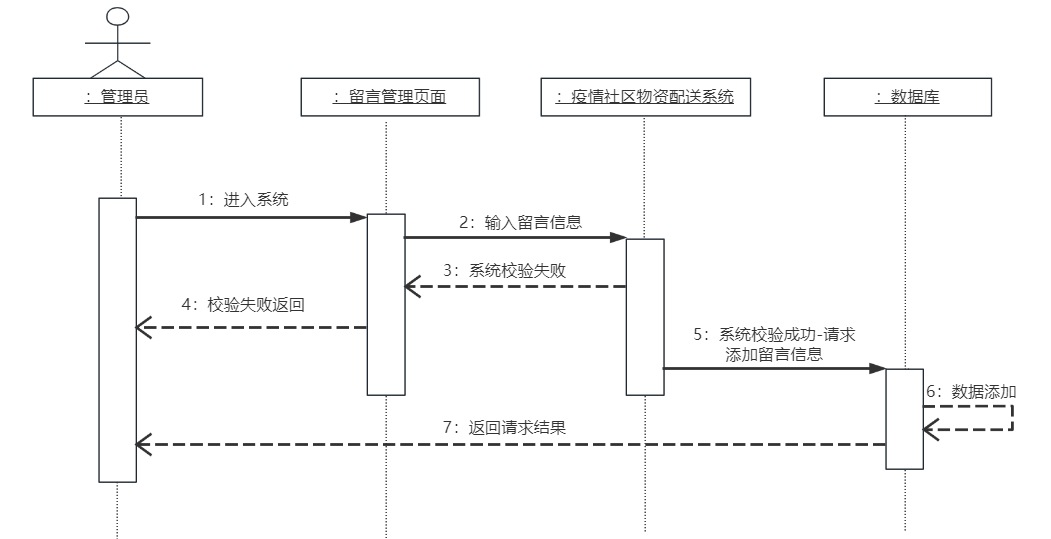 ：管理员
：留言管理页面
：疫情社区物资配送系统
：数据库
1：进入系统
2：输入留言信息
3：系统校验失败
4：校验失败返回
5：系统校验成功-请求
添加留言信息
6：数据添加
7：返回请求结果